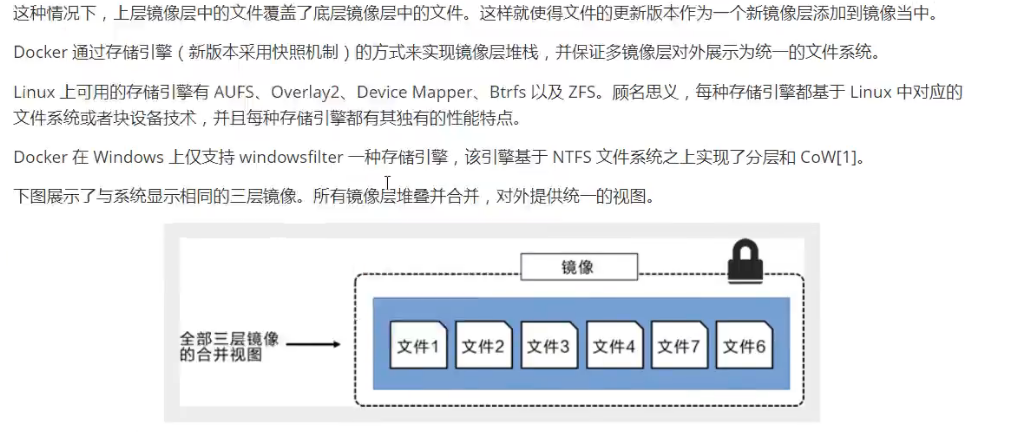 这种情况下，上层镜像层中的文件覆盖了底层镜像层中的文件。这样就使得文件的更新版本作为一个新镜像层添加到镜像当中。
Docker 通过存储引擎（新版本采用快照机制）的方式来实现镜像层堆栈，并保证多镜像层对外展示为统一的文件系统。
Linux 上可用的存储引擎有 AUFS、Overlay2、Device Mapper、Btrfs 以及 ZFS。顾名思义，每种存储引擎都基于 Linux 中对应的
文件系统或者块设备技术，并且每种存储引擎都有其独有的性能特点。
Docker 在 Windows 上仅支持 windowsfilter 一种存储引擎，该引擎基于 NTFS 文件系统之上实现了分层和 CoW[1]。
下图展示了与系统显示相同的三层镜像。所有镜像层堆叠并合并，对外提供统一的视图。
镜像
全部三层镜像
的合并视图
文件1 文件2 文件3 文件4 文件7 文件6